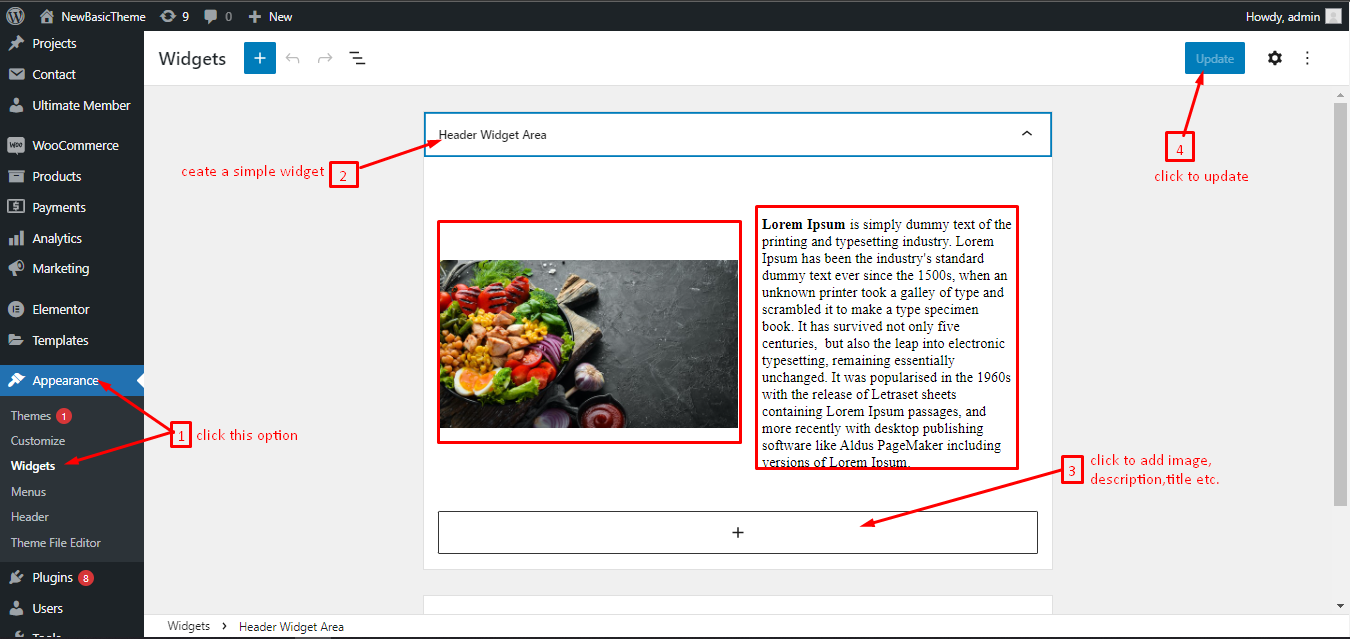 NewBasicTheme 9 0 New Howdy, admin
Projects
Contact
Ultimate Member
WooCommerce
Products
Payments
Analytics
Marketing
Elementor
Templates
Appearance
Themes 1
Customize
Widgets
Menus
Header
Theme File Editor
Plugins 8
Users
Tools
Widgets
Update
Header Widget Area
ceate a simple widget 2
4
click to update
1 click this option
Lorem Ipsum is simply dummy text of the
printing and typesetting industry. Lorem
Ipsum has been the industry's standard
dummy text ever since the 1500s, when an
unknown printer took a galley of type and
scrambled it to make a type specimen
book. It has survived not only five
centuries,  but also the leap into electronic
typesetting, remaining essentially
unchanged. It was popularised in the 1960s
with the release of Letraset sheets
containing Lorem Ipsum passages, and
more recently with desktop publishing
software like Aldus PageMaker including
versions of Lorem Ipsum.
3 click to add image,
description,title etc.
Widgets > Header Widget Area